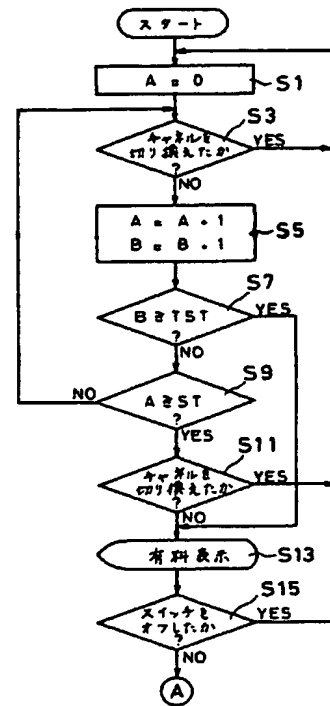 スタート
A = 0
S1
S3
チャネルを
切り換えたか
?
YES
NO
A = A + 1
B = B + 1
S5
S7
B≧TST
?
YES
NO
S9
A≧ST
?
NO
YES
S11
チャネルを
切り換えたか
?
YES
NO
有料表示
S13
S15
スイッチを
オフしたか
?
YES
NO
A